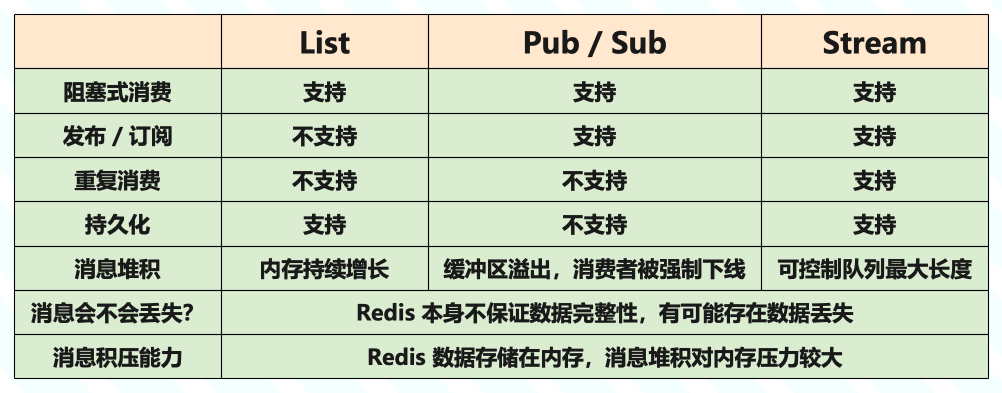 List Pub / Sub Stream
阻塞式消费 支持 支持 支持
发布 / 订阅 不支持 支持 支持
重复消费 不支持 不支持 支持
持久化 支持 不支持 支持
消息堆积 内存持续增长 缓冲区溢出，消费者被强制下线 可控制队列最大长度
消息会不会丢失？ Redis 本身不保证数据完整性，有可能存在数据丢失
消息积压能力 Redis 数据存储在内存，消息堆积对内存压力较大